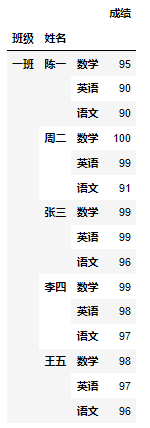 成绩
班级 姓名
一班 陈一 数学 95
英语 90
语文 90
周二 数学 100
英语 99
语文 91
张三 数学 99
英语 99
语文 96
李四 数学 99
英语 98
语文 97
王五 数学 98
英语 97
语文 96